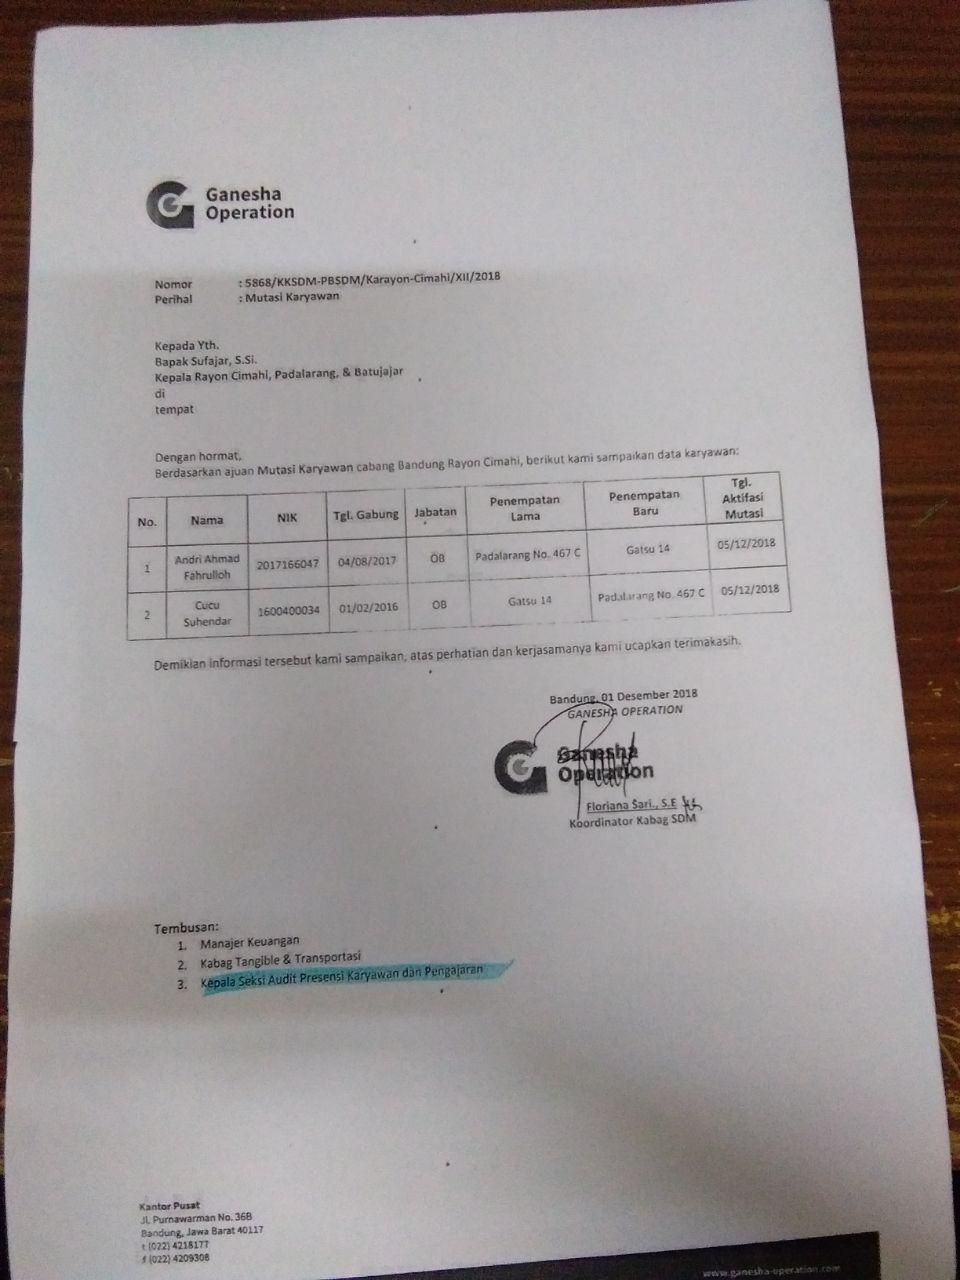 Ganesha
Operation
Nomor : 5868/KKSDM-PBSDM/Karayon-Cimahi/XII/2018
Perihal : Mutasi Karyawan
Kepada Yth.
Bapak Sufajar, S.Si.
Kepala Rayon Cimahi, Padalarang, & Batujajar
di
tempat
Dengan hormat,
Berdasarkan ajuan Mutasi Karyawan cabang Bandung Rayon Cimahi, berikut kami sampaikan data karyawan:
No. Nama NIK Tgl. Gabung Jabatan Penempatan Lama Penempatan Baru Tgl. Aktifasi Mutasi
1 Andri Ahmad Fahrulloh 2017166047 04/08/2017 OB Padalarang No. 467 C Gatsu 14 05/12/2018
2 Cucu Suhendar 1600400034 01/02/2016 OB Gatsu 14 Padalarang No. 467 C 05/12/2018
Demikian informasi tersebut kami sampaikan, atas perhatian dan kerjasamanya kami ucapkan terimakasih.
Bandung, 01 Desember 2018
GANESHA OPERATION
Ganesha
Operation
Floriana Sari., S.E
Koordinator Kabag SDM
Tembusan:
1. Manajer Keuangan
2. Kabag Tangible & Transportasi
3. Kepala Seksi Audit Presensi Karyawan dan Pengajaran
Kantor Pusat
Jl. Purnawarman No. 36B
Bandung, Jawa Barat 40117
t (022) 4218177
f (022) 4209308
www.ganesha-operation.com